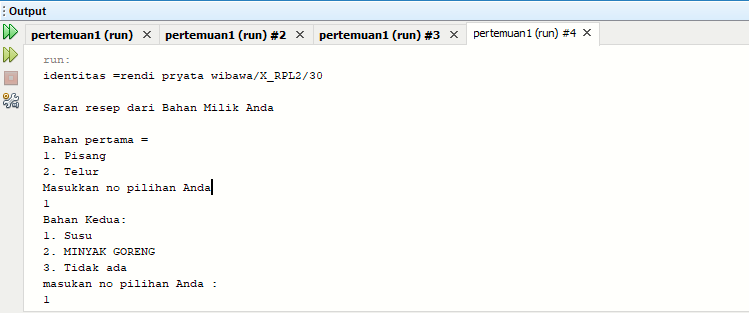 Output
pertemuan1 (run) × pertemuan1 (run) #2 × pertemuan1 (run) #3 × pertemuan1 (run) #4 ×
run:
identitas =rendi pryata wibawa/X_RPL2/30
Saran resep dari Bahan Milik Anda
Bahan pertama =
1. Pisang
2. Telur
Masukkan no pilihan Anda
1
Bahan Kedua:
1. Susu
2. MINYAK GORENG
3. Tidak ada
masukan no pilihan Anda :
1